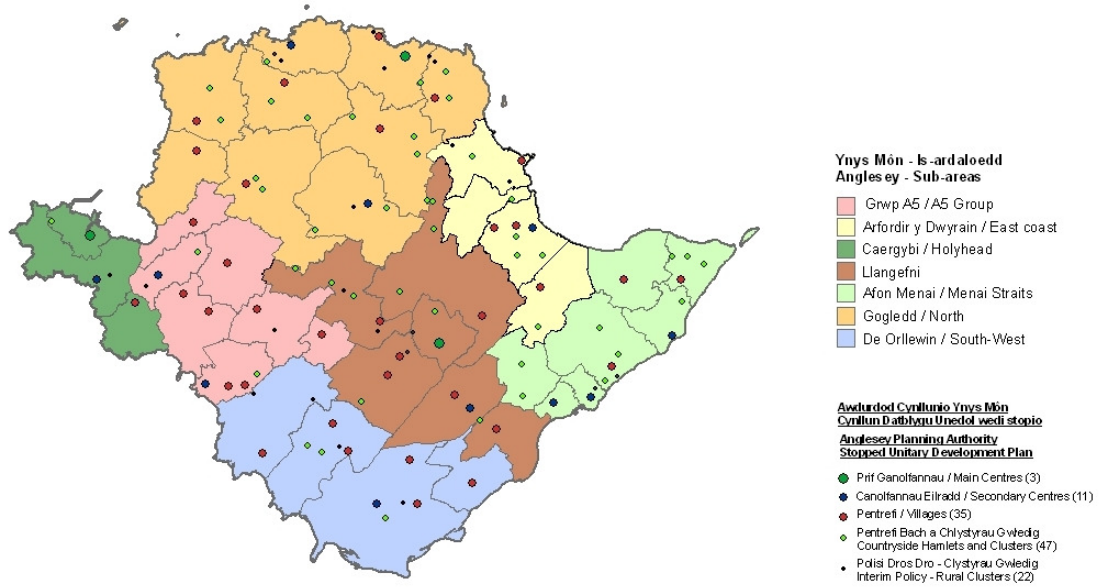 Ynys Môn - Is-ardaloedd
Anglesey - Sub-areas
Grwp A5 / A5 Group
Arfordir y Dwyrain / East coast
Caergybi / Holyhead
Llangefni
Afon Menai / Menai Straits
Gogledd / North
De Orllewin / South-West
Awdurdod Cynllunio Ynys Môn
Cynllun Datblygu Unedol wedi stopio
Anglesey Planning Authority
Stopped Unitary Development Plan
Prif Ganolfannau / Main Centres (3)
Canolfannau Eilradd / Secondary Centres (11)
Pentrefi / Villages (35)
Pentrefi Bach a Chlystyrau Gwledig
Countryside Hamlets and Clusters (47)
Polisi Dros Dro - Clystyrau Gwledig
Interim Policy - Rural Clusters (22)